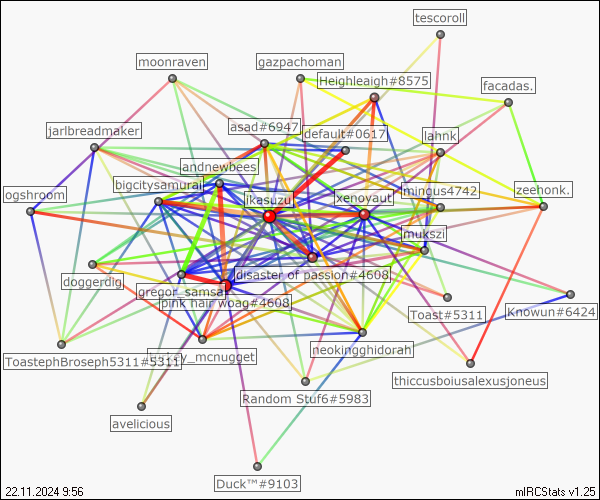 tescoroll
moonraven
gazpachoman
Heighleaigh#8575
facadas.
jarlbreadmaker
asad#6947
default#0617
lahnk.
andnewbees
bigcitysamurai
ogshroom
ikasuzu
xenoyaut
mingus4742
zeehonk.
mukszi
doggerdig
disaster of passion#4608
gregor_samsa
pink hair woag#4608
Toast#5311
Knowun#6424
ToastephBroseph5311#5311
_mcnugget
neokingghidorah
thiccusboiusalexusjoneus
Random Stuf6#5983
avelicious
Duck™#9103
22.11.2024 9:56
mIRCStats v1.25